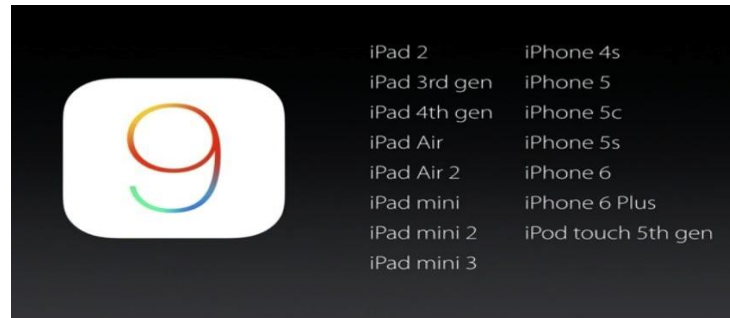 9
iPad 2
iPad 3rd gen
iPad 4th gen
iPad Air
iPad Air 2
iPad mini
iPad mini 2
iPad mini 3
iPhone 4s
iPhone 5
iPhone 5c
iPhone 5s
iPhone 6
iPhone 6 Plus
iPod touch 5th gen